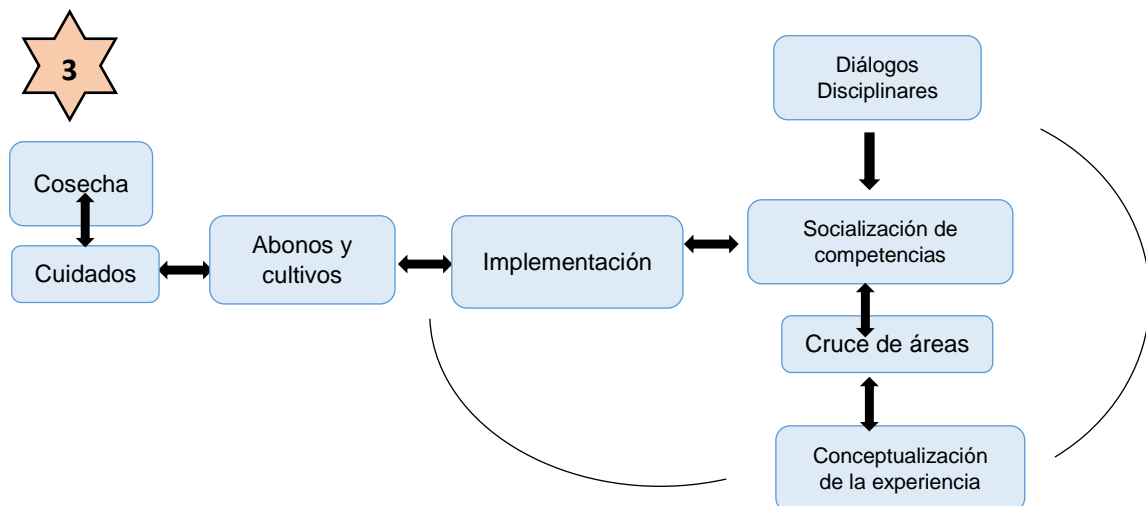 3
Diálogos
Disciplinares
Cosecha
Cuidados
Abonos y
cultivos
Implementación
Socialización de
competencias
Cruce de áreas
Conceptualización
de la experiencia